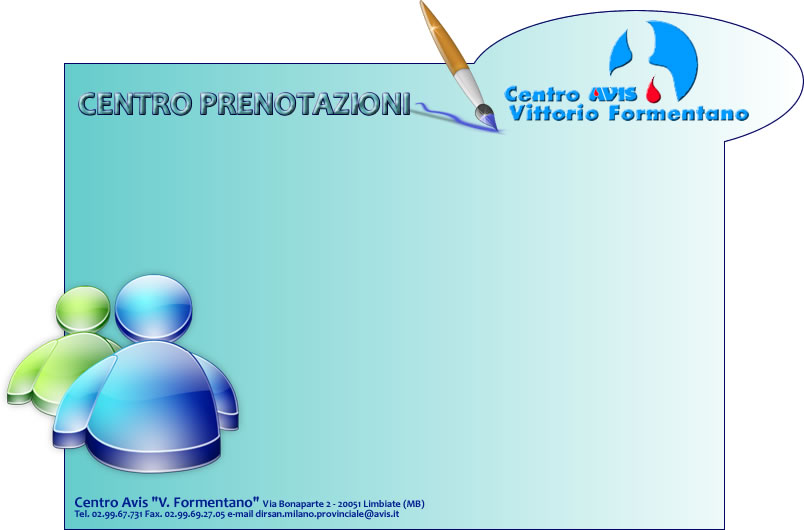 CENTRO PRENOTAZIONI
Centro AVIS
Vittorio Formentano
Centro Avis "V. Formentano" Via Bonaparte 2 - 20051 Limbiate (MB)
Tel. 02.99.67.731 Fax. 02.99.69.27.05 e-mail dirsan.milano.provinciale@avis.it